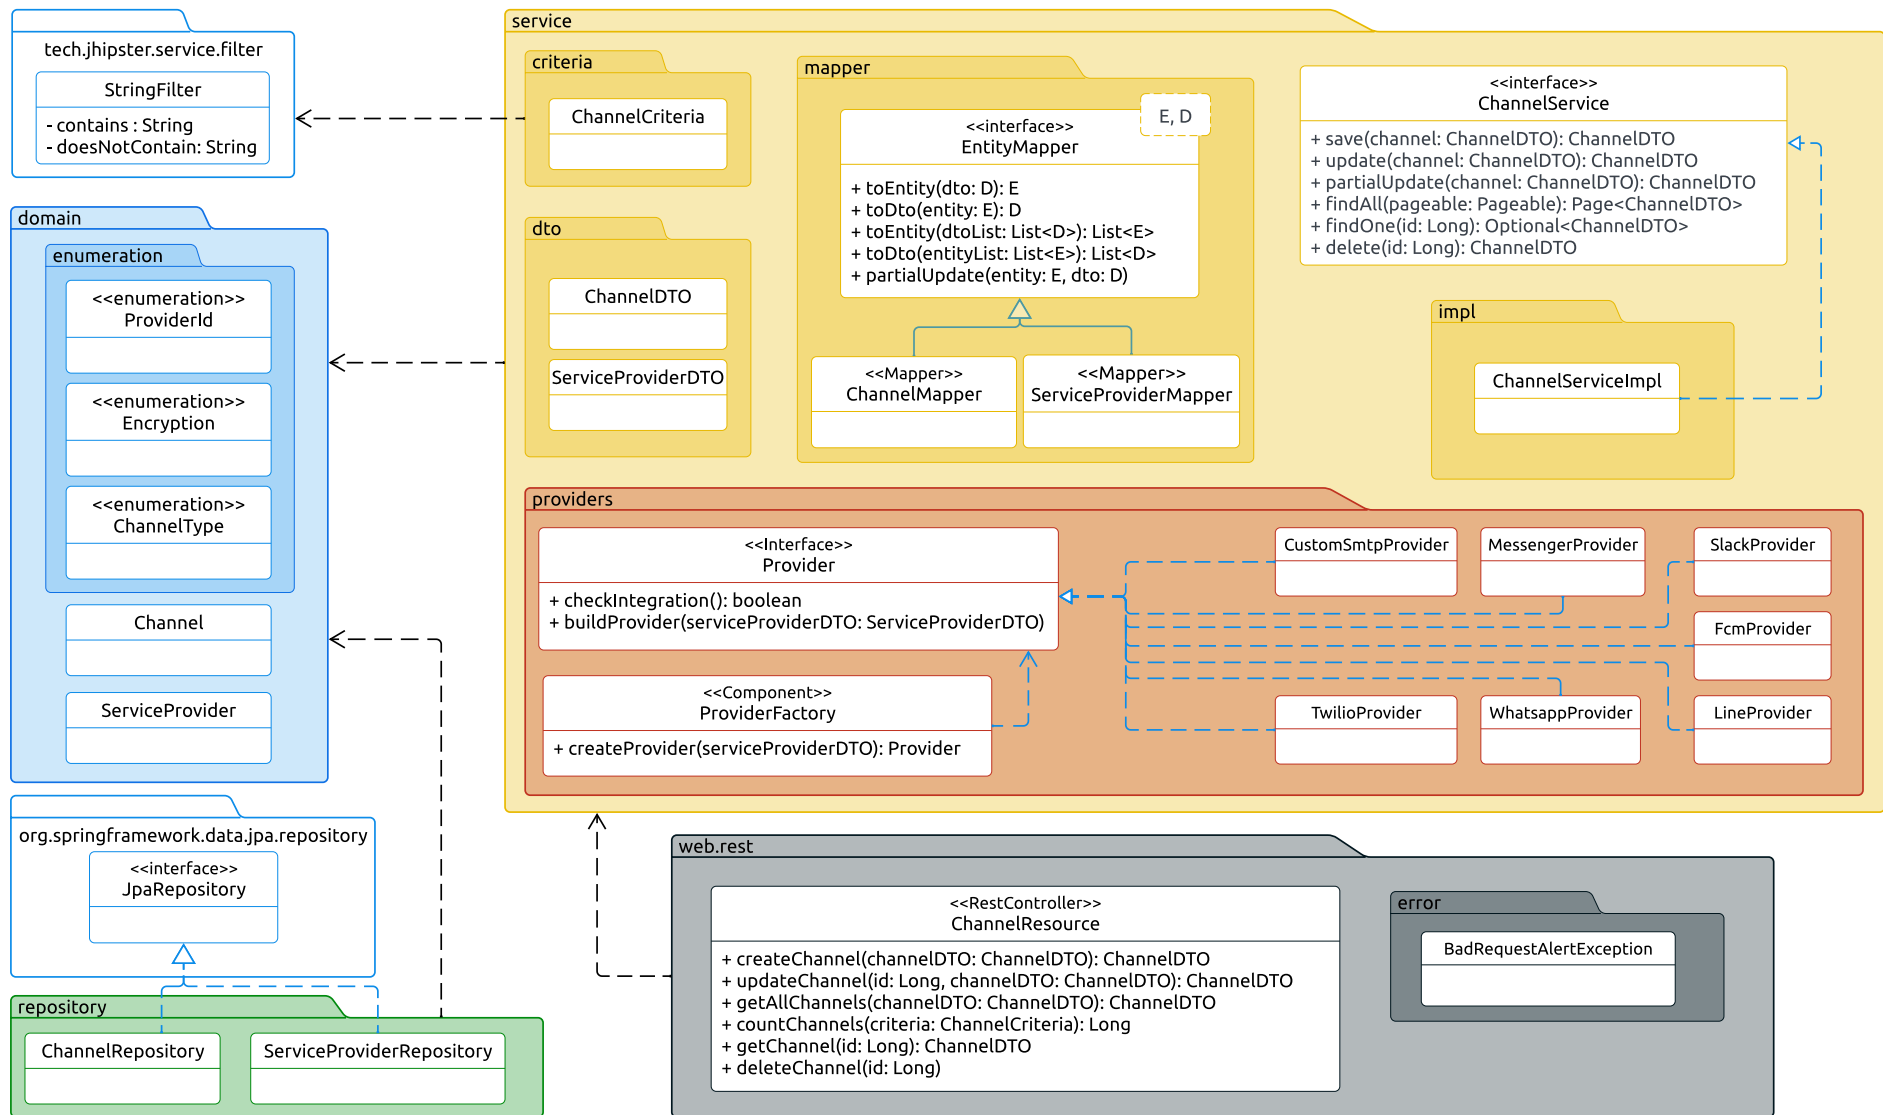 tech.jhipster.service.filter
StringFilter
- contains : String
- doesNotContain: String
domain
enumeration
<<enumeration>>
ProviderId
<<enumeration>>
Encryption
<<enumeration>>
ChannelType
Channel
ServiceProvider
org.springframework.data.jpa.repository
<<interface>>
JpaRepository
repository
ChannelRepository
ServiceProviderRepository
service
criteria
ChannelCriteria
dto
ChannelDTO
ServiceProviderDTO
mapper
E, D
<<interface>>
EntityMapper
+ toEntity(dto: D): E
+ toDto(entity: E): D
+ toEntity(dtoList: List<D>): List<E>
+ toDto(entityList: List<E>): List<D>
+ partialUpdate(entity: E, dto: D)
<<Mapper>>
ChannelMapper
<<Mapper>>
ServiceProviderMapper
<<interface>>
ChannelService
+ save(channel: ChannelDTO): ChannelDTO
+ update(channel: ChannelDTO): ChannelDTO
+ partialUpdate(channel: ChannelDTO): ChannelDTO
+ findAll(pageable: Pageable): Page<ChannelDTO>
+ findOne(id: Long): Optional<ChannelDTO>
+ delete(id: Long): ChannelDTO
impl
ChannelServiceImpl
providers
<<Interface>>
Provider
+ checkIntegration(): boolean
+ buildProvider(serviceProviderDTO: ServiceProviderDTO)
<<Component>>
ProviderFactory
+ createProvider(serviceProviderDTO): Provider
CustomSmtpProvider
MessengerProvider
SlackProvider
FcmProvider
TwilioProvider
WhatsappProvider
LineProvider
web.rest
<<RestController>>
ChannelResource
+ createChannel(channelDTO: ChannelDTO): ChannelDTO
+ updateChannel(id: Long, channelDTO: ChannelDTO): ChannelDTO
+ getAllChannels(channelDTO: ChannelDTO): ChannelDTO
+ countChannels(criteria: ChannelCriteria): Long
+ getChannel(id: Long): ChannelDTO
+ deleteChannel(id: Long)
error
BadRequestAlertException